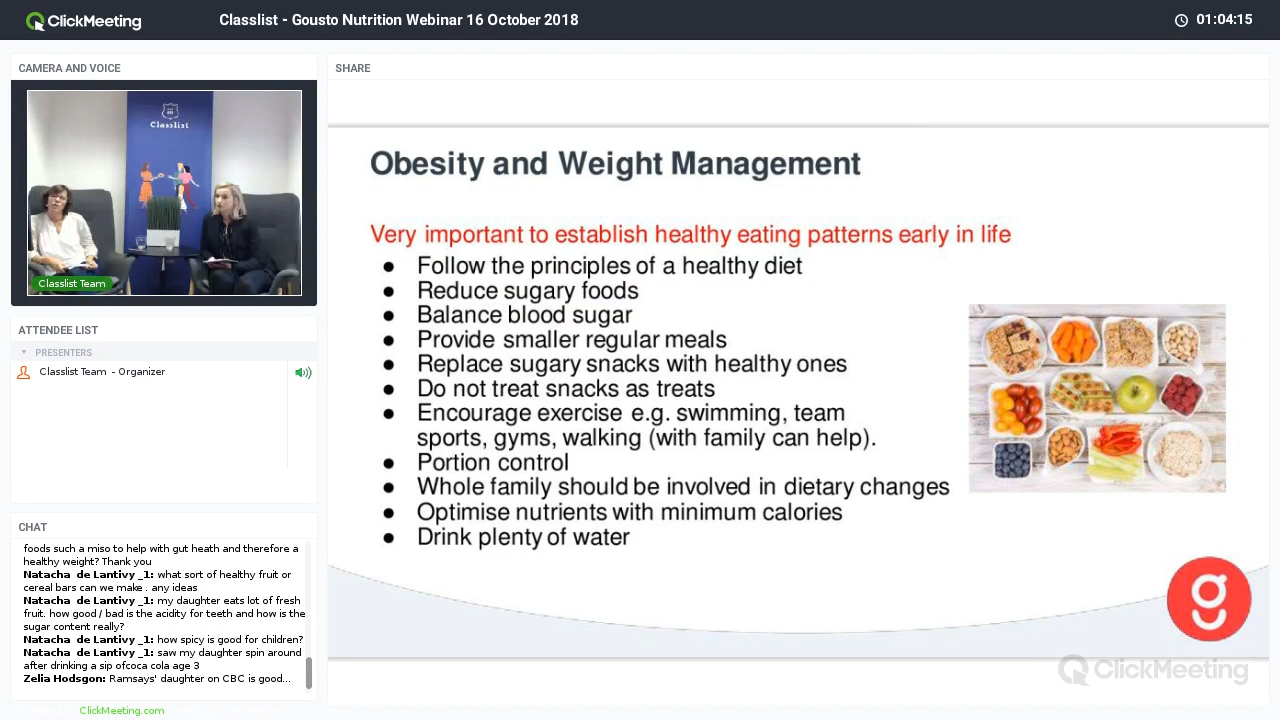 ClickMeeting
Classlist - Gousto Nutrition Webinar 16 October 2018
01:04:15
CAMERA AND VOICE
Classlist
Classlist Team
ATTENDEE LIST
PRESENTERS
Classlist Team - Organizer
CHAT
foods such a miso to help with gut heath and therefore a
healthy weight? Thank you
Natacha de Lantivy _1: what sort of healthy fruit or
cereal bars can we make . any ideas
Natacha de Lantivy _1: my daughter eats lot of fresh
fruit. how good / bad is the acidity for teeth and how is the
sugar content really?
Natacha de Lantivy _1: how spicy is good for children?
Natacha de Lantivy _1: saw my daughter spin around
after drinking a sip ofcoca cola age 3
Zelia Hodsgon: Ramsays' daughter on CBC is good...
ClickMeeting.com
SHARE
Obesity and Weight Management
Very important to establish healthy eating patterns early in life
● Follow the principles of a healthy diet
● Reduce sugary foods
● Balance blood sugar
● Provide smaller regular meals
● Replace sugary snacks with healthy ones
● Do not treat snacks as treats
● Encourage exercise e.g. swimming, team
sports, gyms, walking (with family can help).
● Portion control
● Whole family should be involved in dietary changes
● Optimise nutrients with minimum calories
● Drink plenty of water
g
ClickMeeting